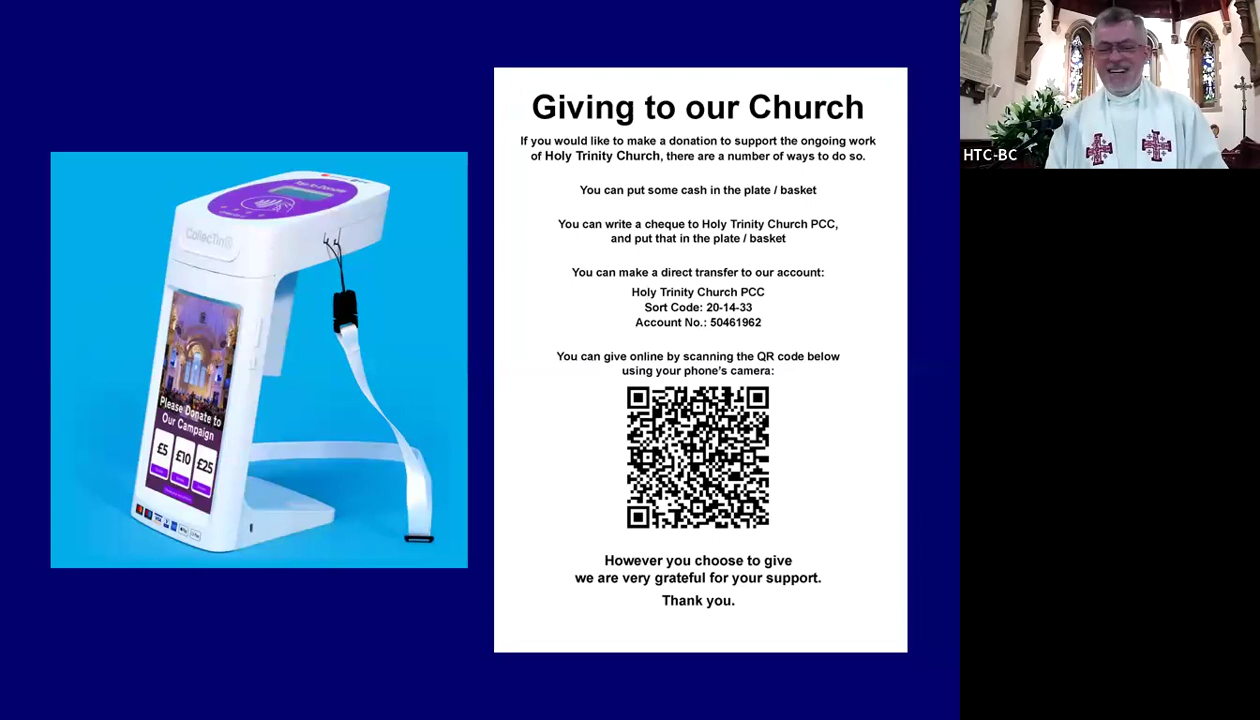 CollecTin
Please Donate to
Our Campaign
£5
£10
£25
Giving to our Church
If you would like to make a donation to support the ongoing work
of Holy Trinity Church, there are a number of ways to do so.
You can put some cash in the plate / basket
You can write a cheque to Holy Trinity Church PCC,
and put that in the plate / basket
You can make a direct transfer to our account:
Holy Trinity Church PCC
Sort Code: 20-14-33
Account No.: 50461962
You can give online by scanning the QR code below
using your phone's camera:
However you choose to give
we are very grateful for your support.
Thank you.
HTC-BC